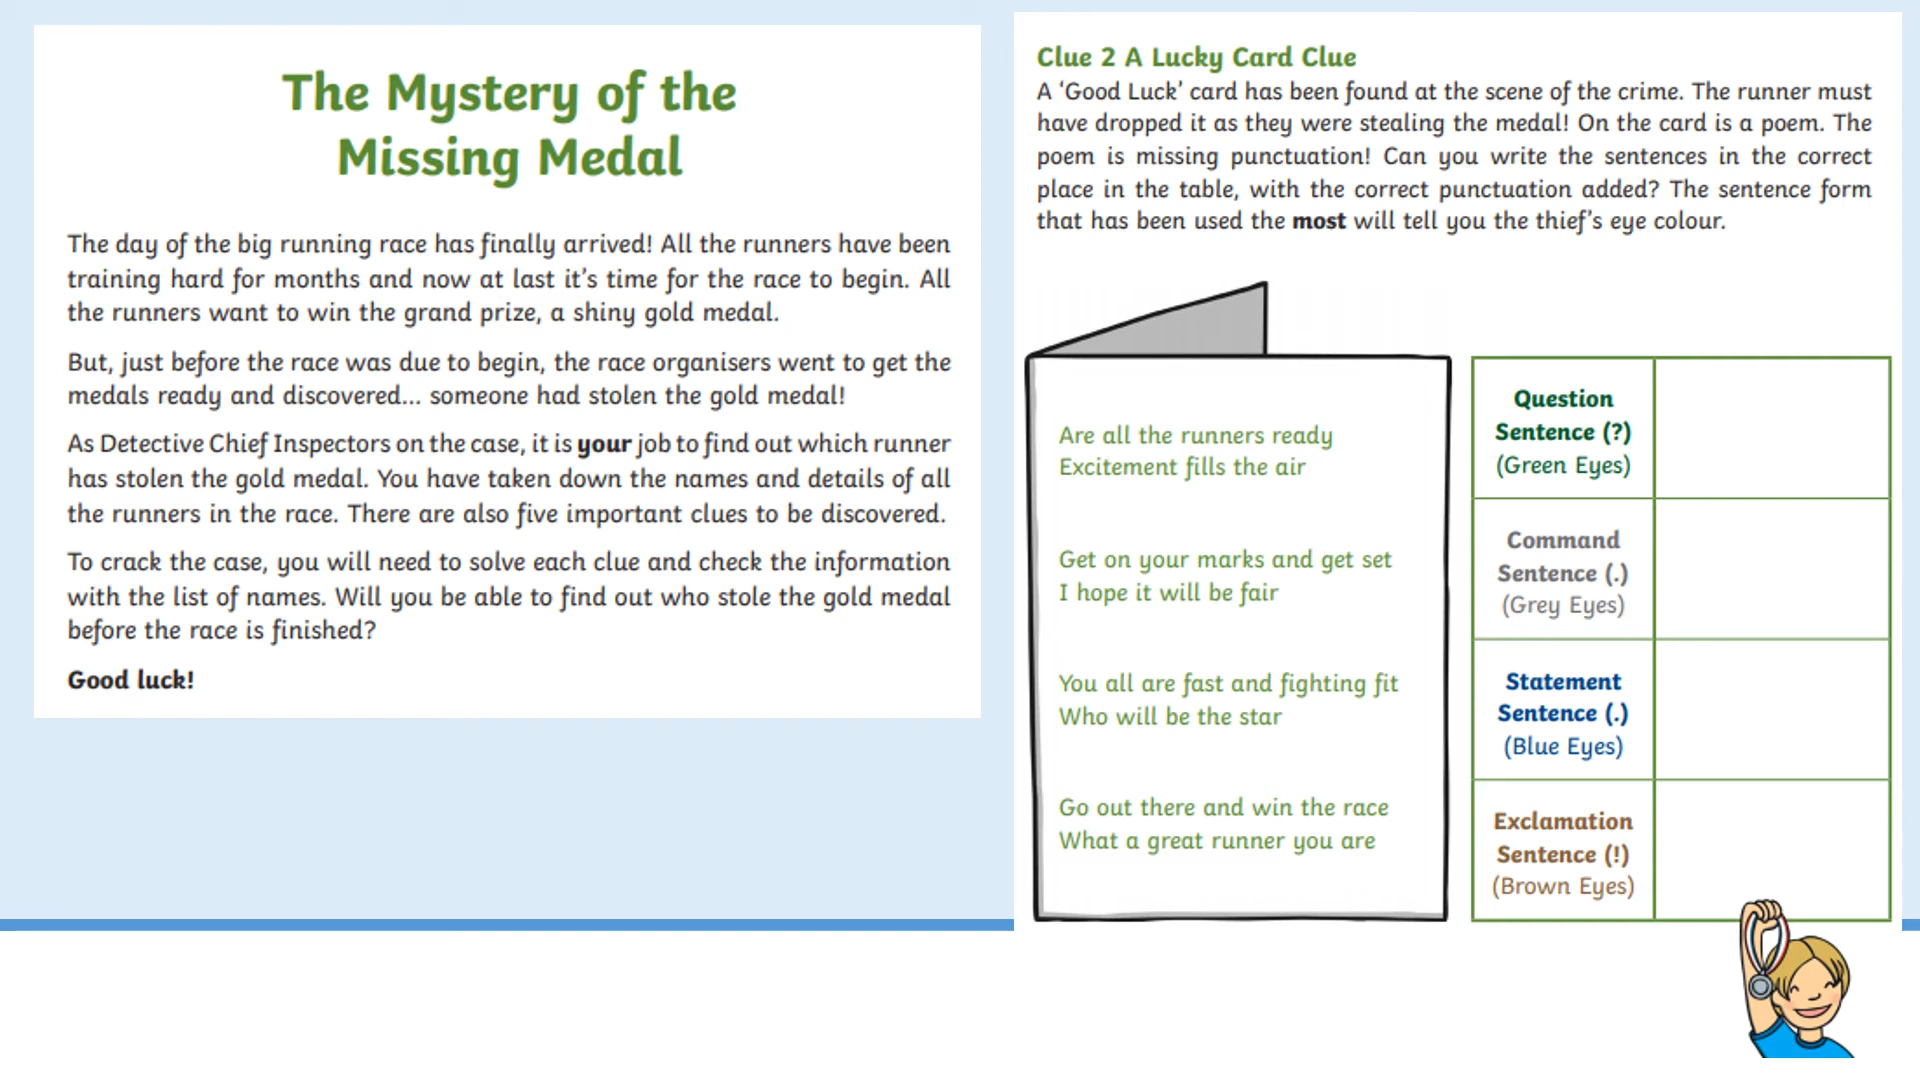 The Mystery of the
Missing Medal
The day of the big running race has finally arrived! All the runners have been
training hard for months and now at last it's time for the race to begin. All
the runners want to win the grand prize, a shiny gold medal.
But, just before the race was due to begin, the race organisers went to get the
medals ready and discovered... someone had stolen the gold medal!
As Detective Chief Inspectors on the case, it is your job to find out which runner
has stolen the gold medal. You have taken down the names and details of all
the runners in the race. There are also five important clues to be discovered.
To crack the case, you will need to solve each clue and check the information
with the list of names. Will you be able to find out who stole the gold medal
before the race is finished?
Good luck!
Clue 2 A Lucky Card Clue
A ‘Good Luck’ card has been found at the scene of the crime. The runner must
have dropped it as they were stealing the medal! On the card is a poem. The
poem is missing punctuation! Can you write the sentences in the correct
place in the table, with the correct punctuation added? The sentence form
that has been used the most will tell you the thief's eye colour.
Are all the runners ready
Excitement fills the air
Get on your marks and get set
I hope it will be fair
You all are fast and fighting fit
Who will be the star
Go out there and win the race
What a great runner you are
Question
Sentence (?)
(Green Eyes)
Command
Sentence (.)
(Grey Eyes)
Statement
Sentence (.)
(Blue Eyes)
Exclamation
Sentence (!)
(Brown Eyes)